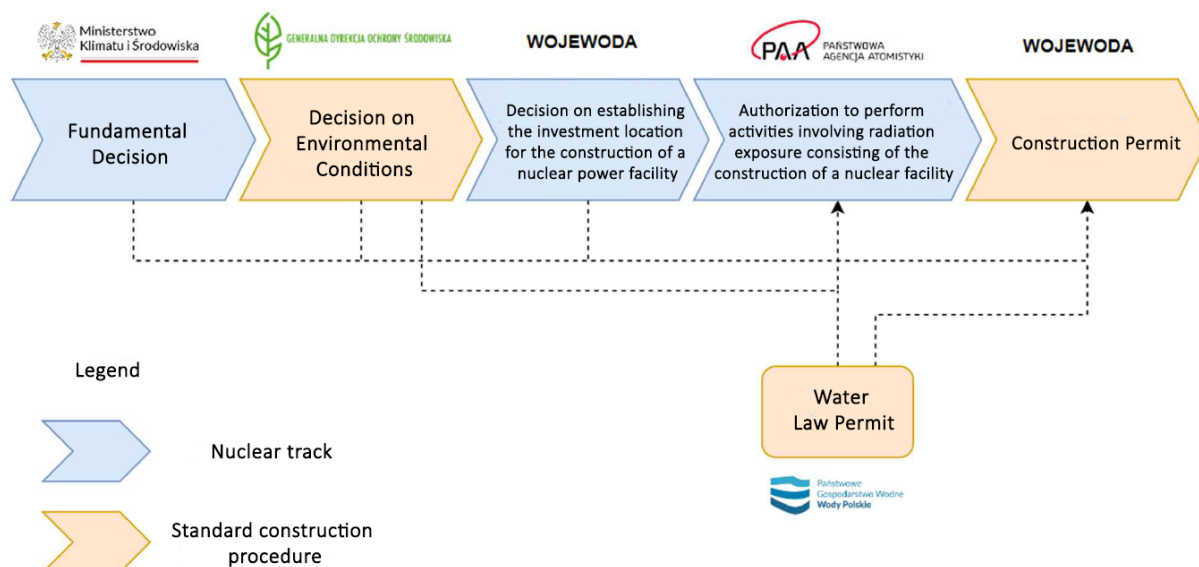 Ministerstwo
Klimatu i Środowiska
GENERALNA DYREKCJA OCHRONY ŚRODOWISKA
WOJEWODA
PAA
PAŃSTWOWA
AGENCJA ATOMISTYKI
WOJEWODA
Fundamental
Decision
Decision on
Environmental
Conditions
Decision on establishing
the investment location
for the construction of a
nuclear power facility
Authorization to perform
activities involving radiation
exposure consisting of the
construction of a nuclear facility
Construction Permit
Water
Law Permit
Państwowe
Gospodarstwo Wodne
Wody Polskie
Legend
Nuclear track
Standard construction
procedure